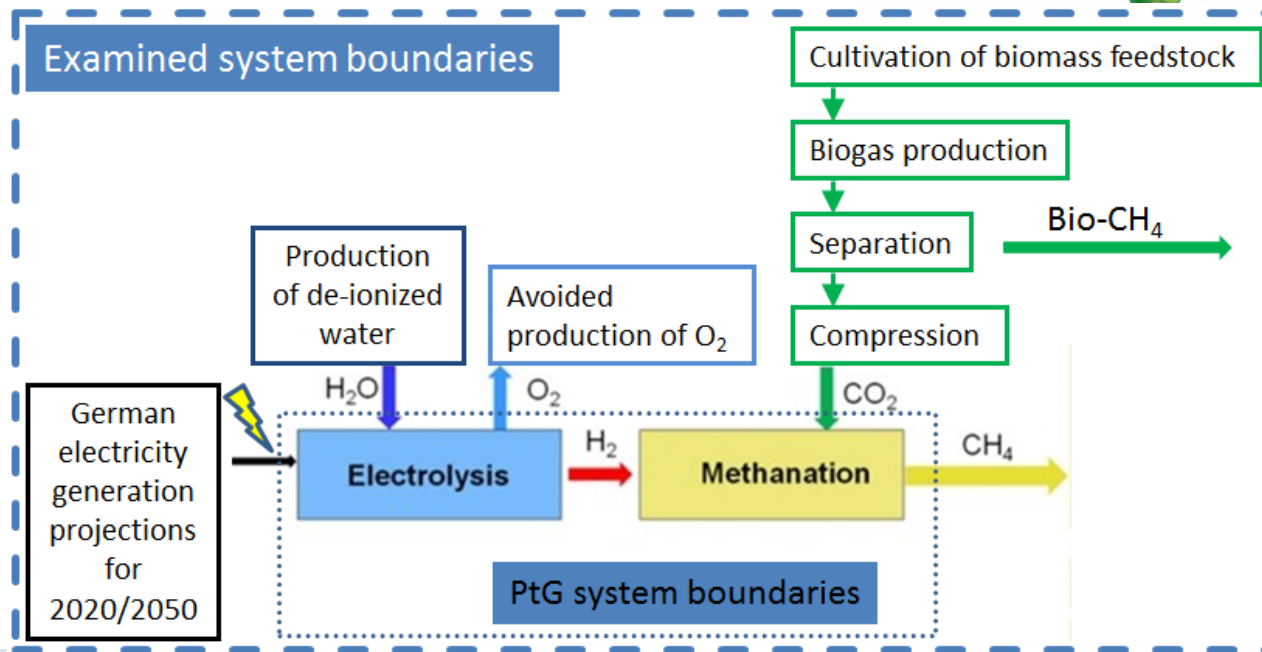 Examined system boundaries
Cultivation of biomass feedstock
Biogas production
Separation
Bio-CH₄
Compression
Production
of de-ionized
water
Avoided
production of O₂
H₂O
O₂
CO₂
German
electricity
generation
projections
for
2020/2050
Electrolysis
H₂
Methanation
CH₄
PtG system boundaries